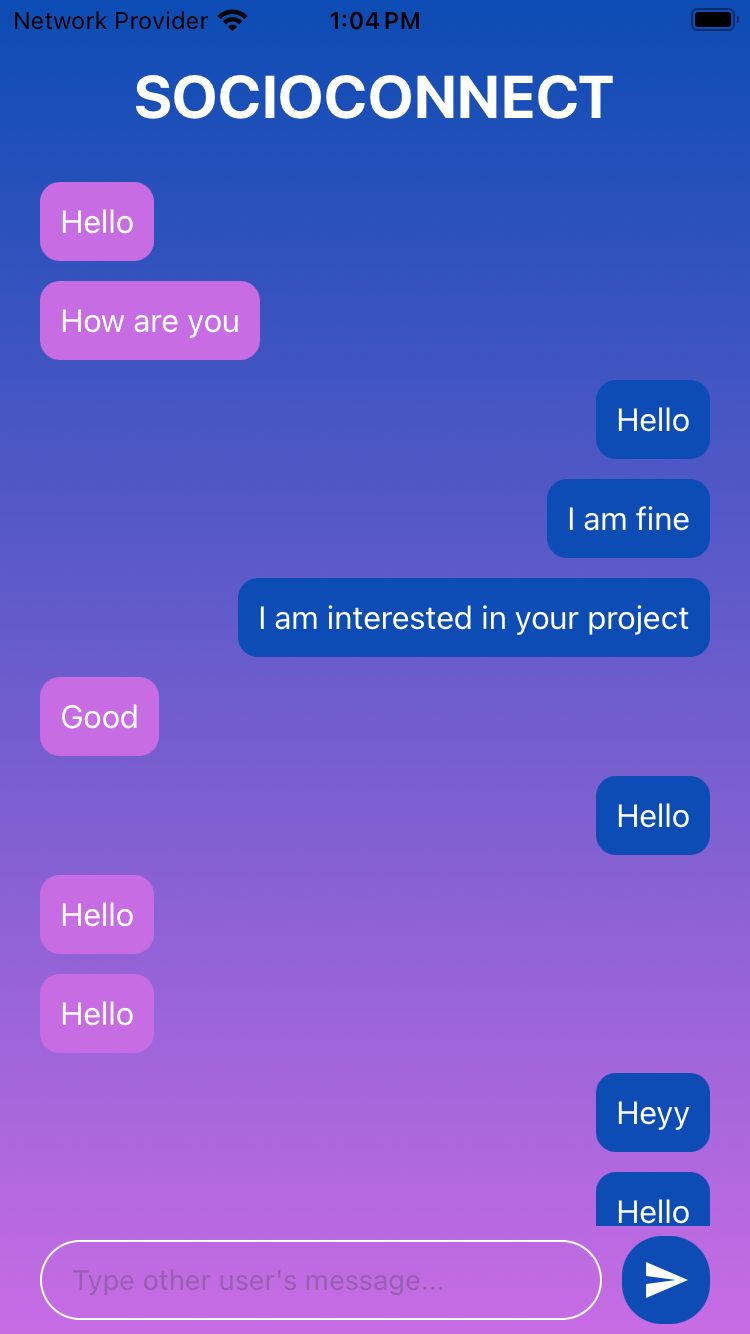 Network Provider 1:04 PM
SOCIOCONNECT
Hello
How are you
Hello
I am fine
I am interested in your project
Good
Hello
Hello
Hello
Heyy
Hello
Type other user's message...